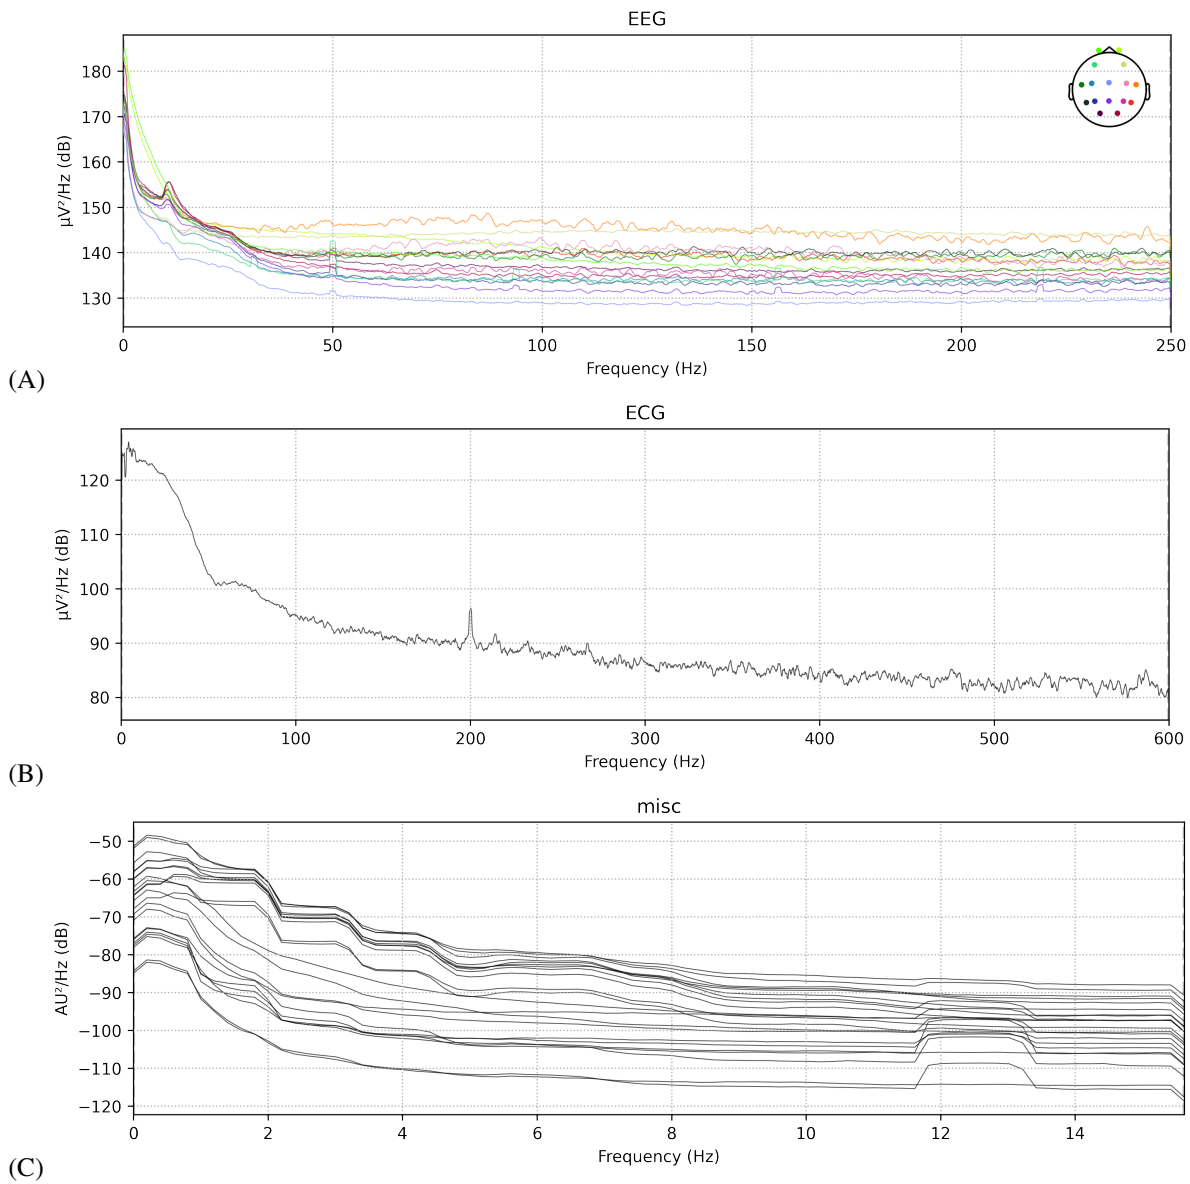 EEG
180
170
160
150
140
130
µV²/Hz (dB)
0 50 100 150 200 250
Frequency (Hz)
(A)
ECG
120
110
100
90
80
µV²/Hz (dB)
0 100 200 300 400 500 600
Frequency (Hz)
(B)
misc
−50
−60
−70
−80
−90
−100
−110
−120
AU²/Hz (dB)
0 2 4 6 8 10 12 14
Frequency (Hz)
(C)